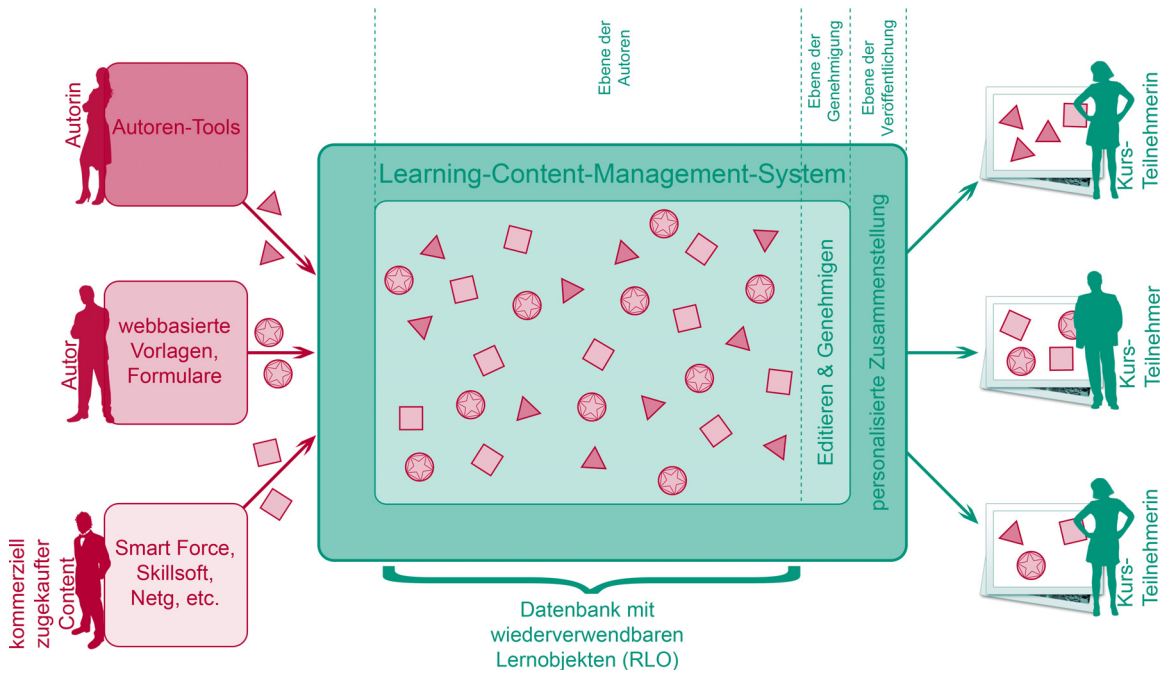 Ebene der
Autoren
Ebene der
Genehmigung
Ebene der
Veröffentlichung
Autorin
Autoren-Tools
Autor
webbasierte
Vorlagen,
Formulare
kommerziell
zugekaufter
Content
Smart Force,
Skillsoft,
Netg, etc.
Learning-Content-Management-System
Editieren & Genehmigen
personalisierte Zusammenstellung
Kurs-
Teilnehmerin
Kurs-
Teilnehmer
Kurs-
Teilnehmerin
Datenbank mit
wiederverwendbaren
Lernobjekten (RLO)